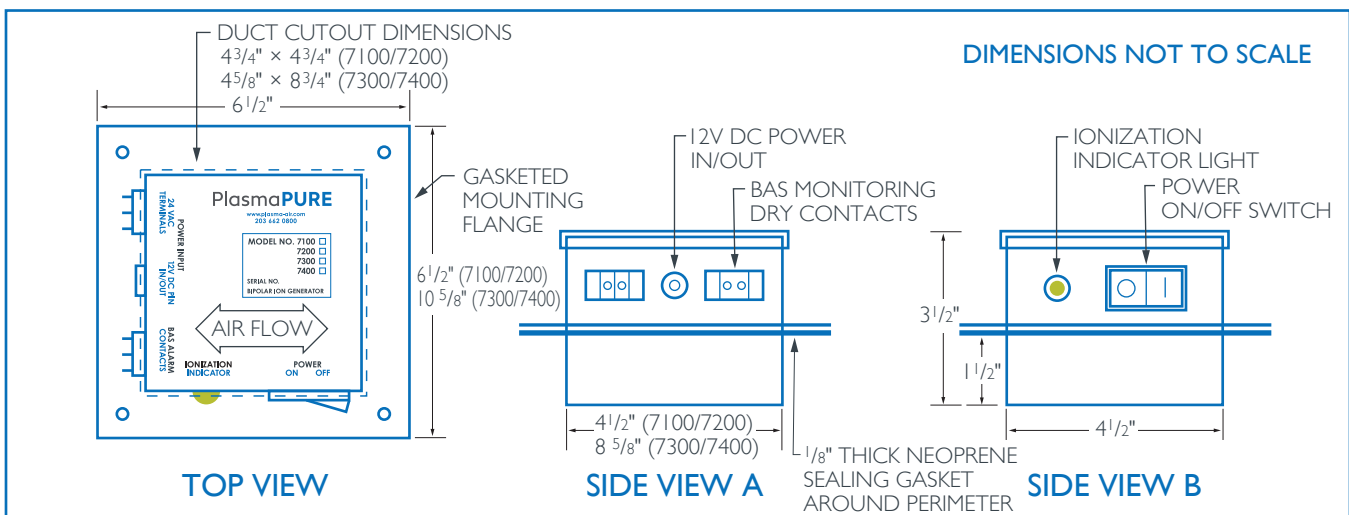 DUCT CUTOUT DIMENSIONS
4 3/4" × 4 3/4" (7100/7200)
4 5/8" × 8 3/4" (7300/7400)
6 1/2"
DIMENSIONS NOT TO SCALE
GASKETED
MOUNTING
FLANGE
6 1/2" (7100/7200)
10 5/8" (7300/7400)
24 VAC
TERMINALS
POWER INPUT
12V DC PIN
IN/OUT
BAS ALARM
CONTACTS
PlasmaPURE
www.plasma-air.com
203 662 0800
MODEL NO. 7100
7200
7300
7400
SERIAL NO.
BIPOLAR ION GENERATOR
AIR FLOW
IONIZATION
INDICATOR
POWER
ON OFF
TOP VIEW
12V DC POWER
IN/OUT
BAS MONITORING
DRY CONTACTS
4 1/2" (7100/7200)
8 5/8" (7300/7400)
1/8" THICK NEOPRENE
SEALING GASKET
AROUND PERIMETER
SIDE VIEW A
IONIZATION
INDICATOR LIGHT
POWER
ON/OFF SWITCH
3 1/2"
1 1/2"
4 1/2"
SIDE VIEW B